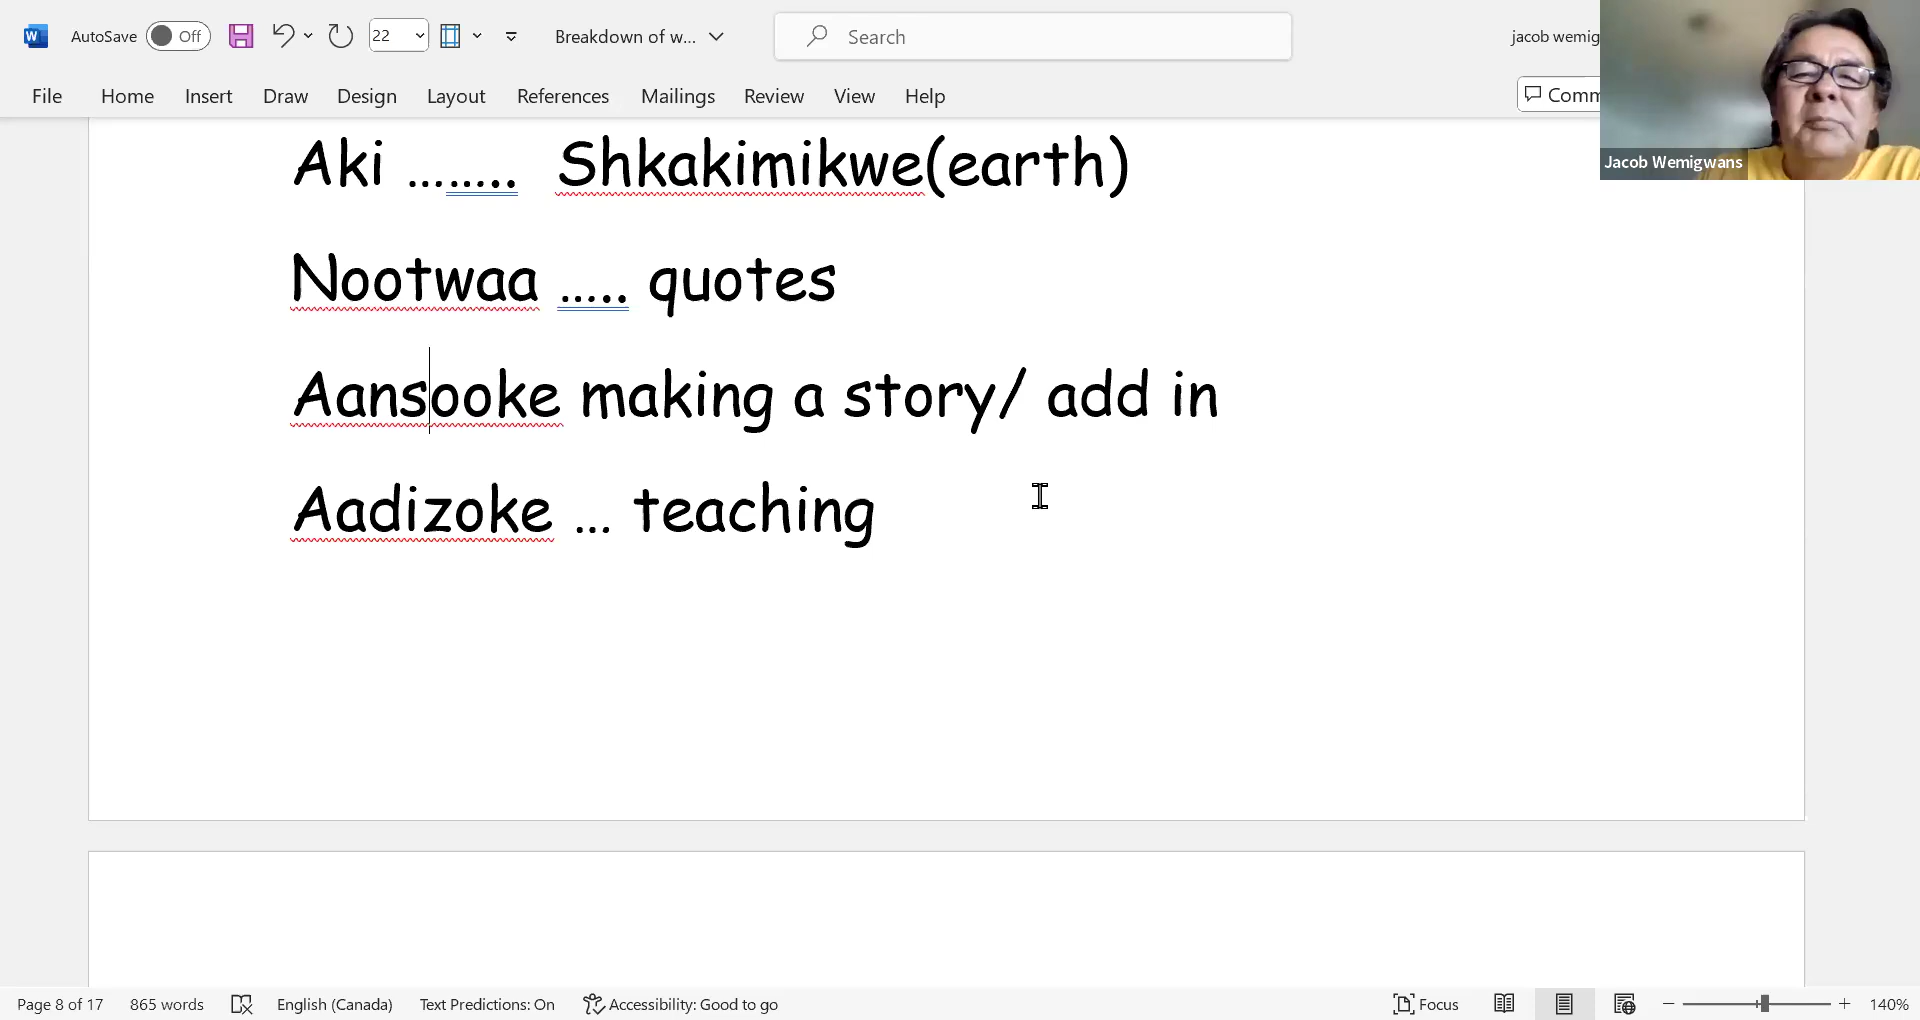 AutoSave Off 22 Breakdown of w... Search jacob wemig
File Home Insert Draw Design Layout References Mailings Review View Help Comm
Jacob Wemigwans
Aki ........ Shkakimikwe(earth)
Nootwaa ..... quotes
Aansooke making a story/ add in
Aadizoke ... teaching
Page 8 of 17 865 words English (Canada) Text Predictions: On Accessibility: Good to go Focus 140%